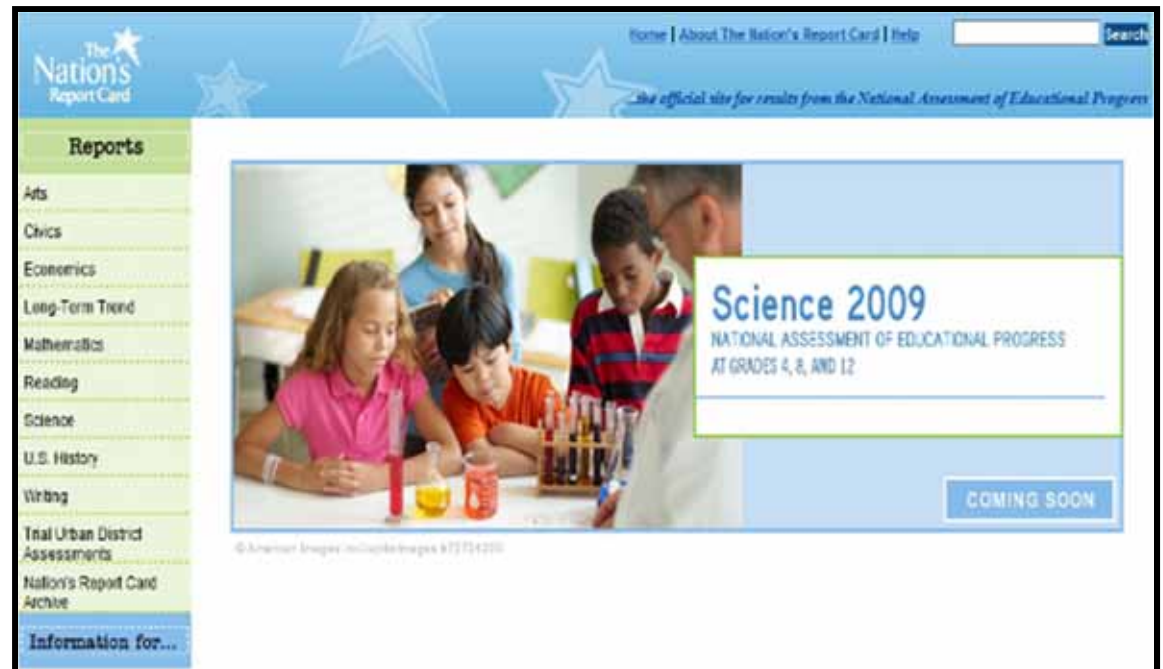 The
Nation's
Report Card
Home | About The Nation's Report Card | Help
Search
...the official site for results from the National Assessment of Educational Progress
Reports
Arts
Civics
Economics
Long-Term Trend
Mathematics
Reading
Science
U.S. History
Writing
Trial Urban District
Assessments
Nation's Report Card
Archive
Information for...
Science 2009
NATIONAL ASSESSMENT OF EDUCATIONAL PROGRESS
AT GRADES 4, 8, AND 12
COMING SOON
© American Images